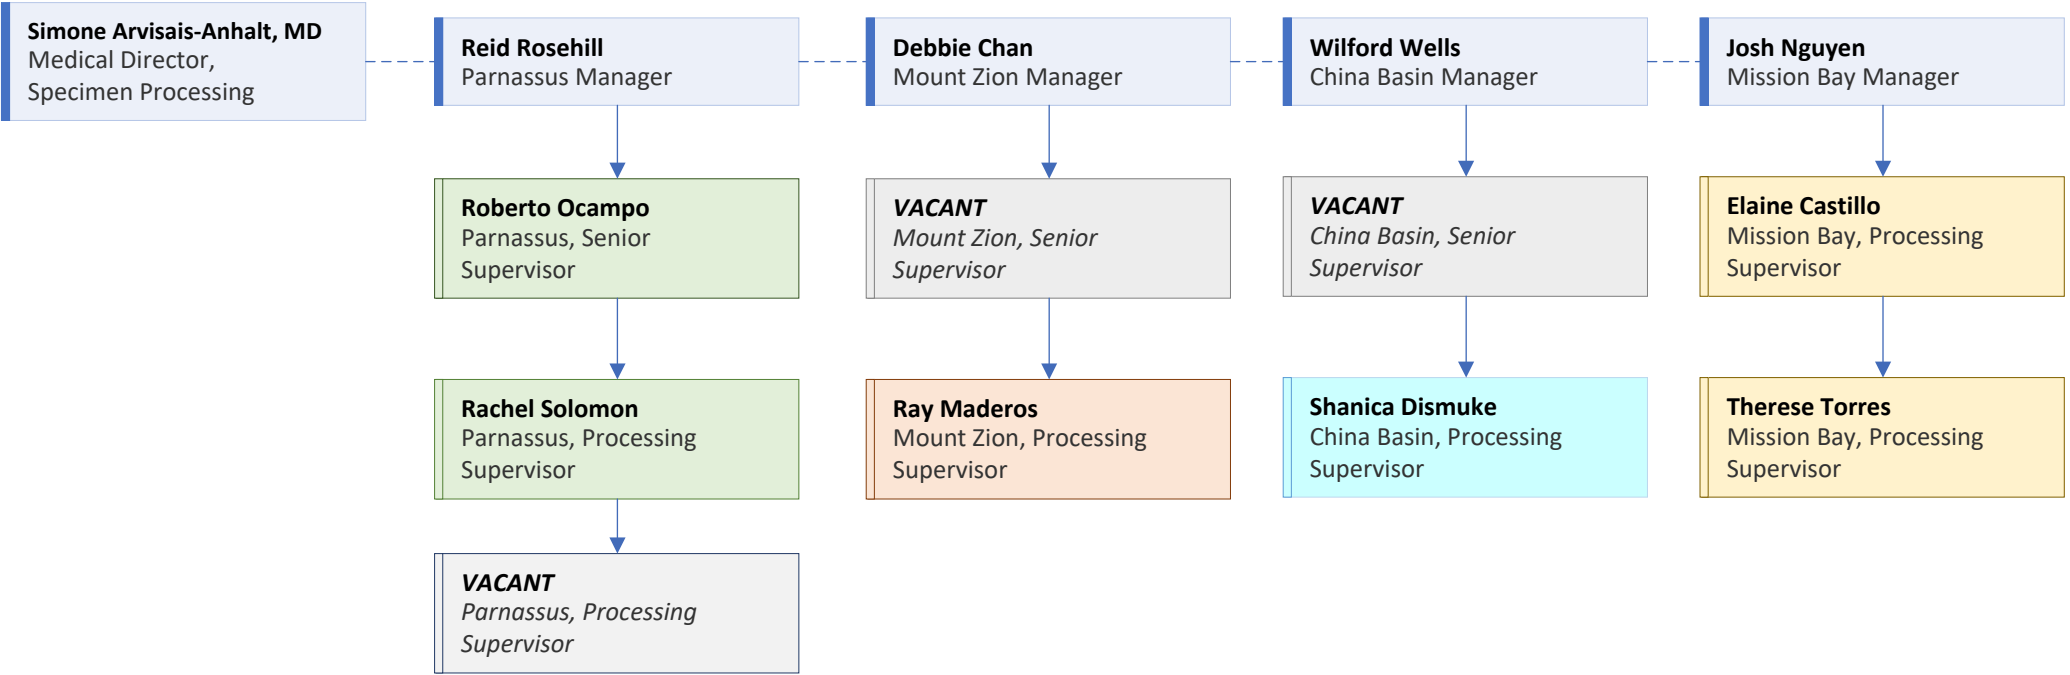 Simone Arvisais-Anhalt, MD
Medical Director,
Specimen Processing
Reid Rosehill
Parnassus Manager
Debbie Chan
Mount Zion Manager
Wilford Wells
China Basin Manager
Josh Nguyen
Mission Bay Manager
Roberto Ocampo
Parnassus, Senior
Supervisor
VACANT
Mount Zion, Senior
Supervisor
VACANT
China Basin, Senior
Supervisor
Elaine Castillo
Mission Bay, Processing
Supervisor
Rachel Solomon
Parnassus, Processing
Supervisor
Ray Maderos
Mount Zion, Processing
Supervisor
Shanica Dismuke
China Basin, Processing
Supervisor
Therese Torres
Mission Bay, Processing
Supervisor
VACANT
Parnassus, Processing
Supervisor